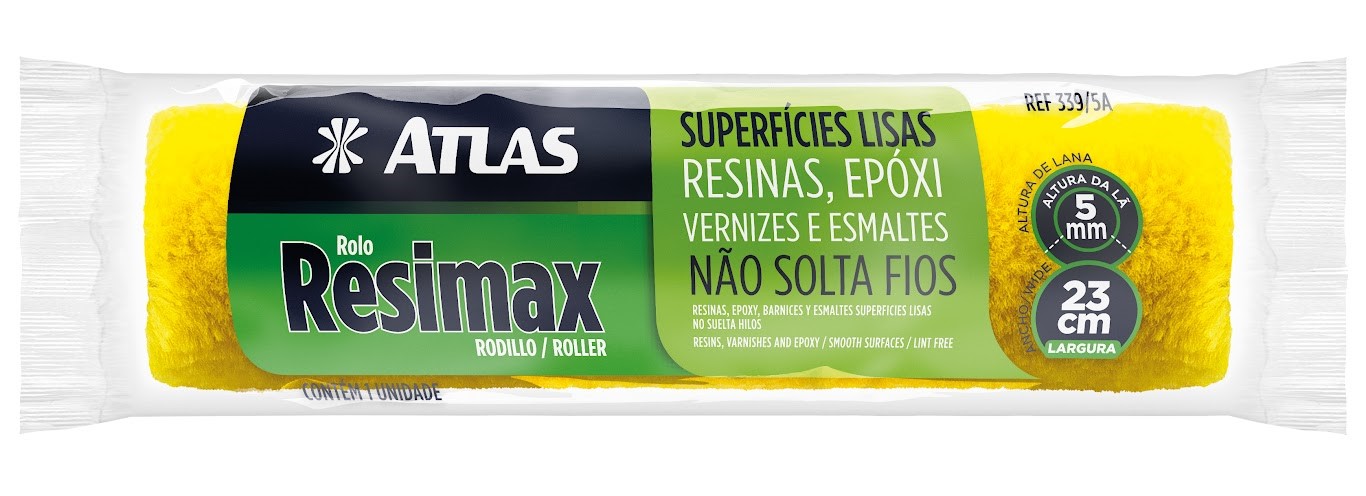 ATLAS
Rolo
Resimax
RODILLO / ROLLER
CONTÉM 1 UNIDADE
SUPERFÍCIES LISAS
RESINAS, EPÓXI
VERNIZES E ESMALTES
NÃO SOLTA FIOS
RESINAS, EPOXY, BARNICES Y ESMALTES SUPERFICIES LISAS
NO SUELTA HILOS
RESINS, VARNISHES AND EPOXY / SMOOTH SURFACES / LINT FREE
REF 339/5A
ALTURA DE LANA
ALTURA DA LÃ
5
mm
ANCHO/WIDE
23
cm
LARGURA